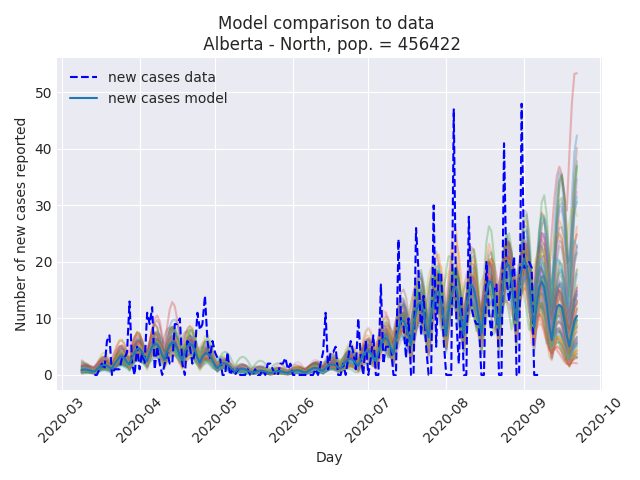 Model comparison to data
Alberta - North, pop. = 456422
new cases data
new cases model
Number of new cases reported
50
40
30
20
10
0
2020-03
2020-04
2020-05
2020-06
2020-07
2020-08
2020-09
2020-10
Day